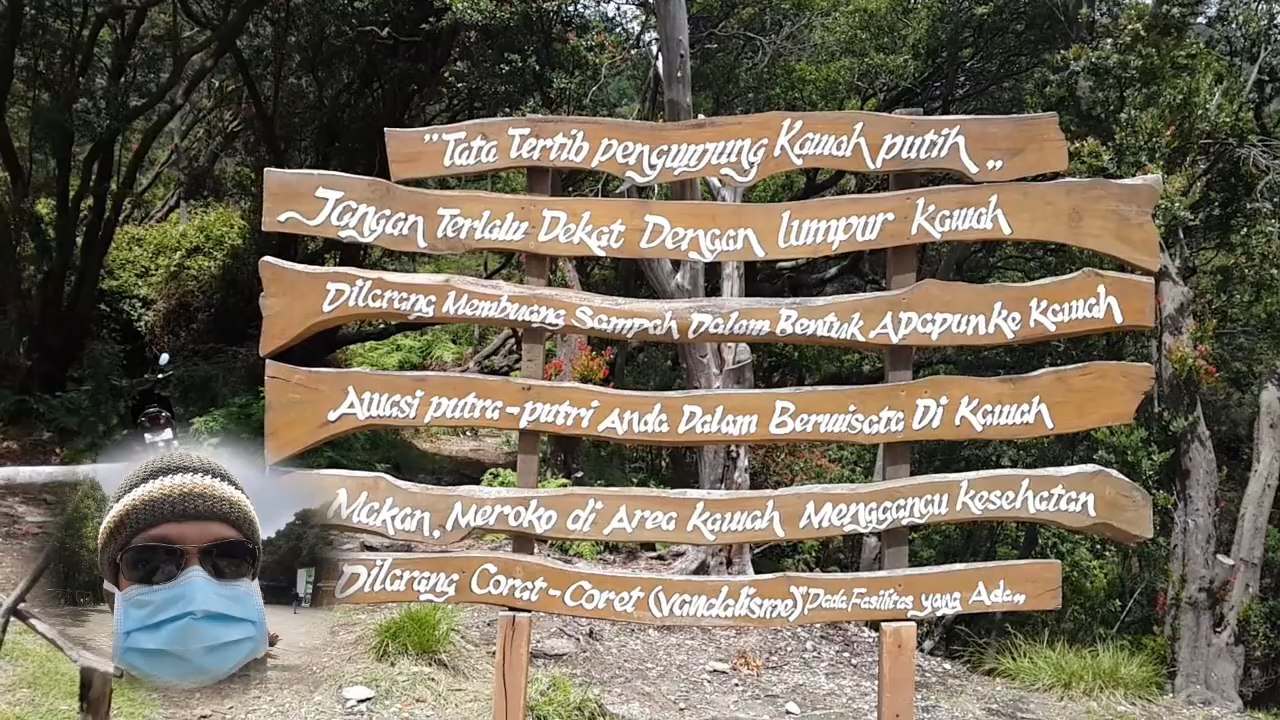 "Tata Tertib pengunjung Kawah putih„
Jangan Terlalu Dekat Dengan lumpur Kawah
Dilarang Membuang Sampah Dalam Bentuk Apapun ke Kawah
Awasi putra-putri Anda Dalam Berwisata Di Kawah
Makan, Meroko di Area kawah Menggangu kesehatan
Dilarang Corat-Coret (vandalisme)"Pada Fasilitas yang Ada„